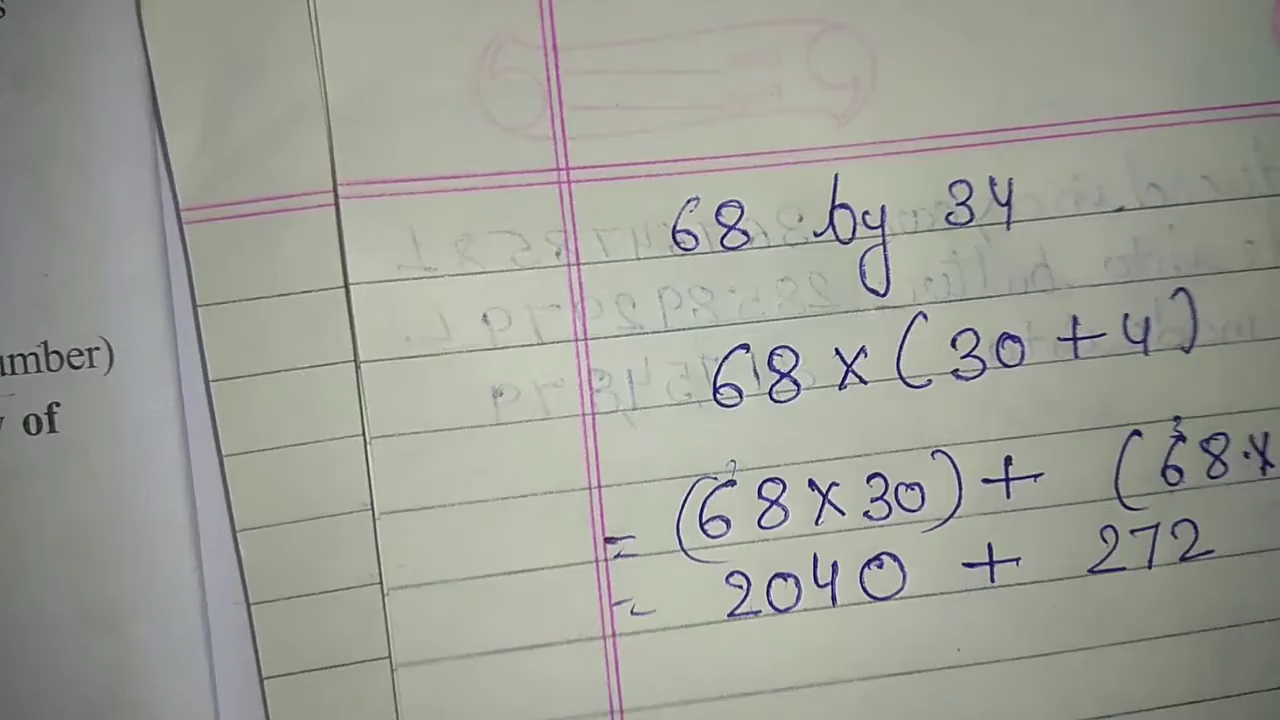 umber)
of
68 by 34
68 × (30 + 4)
= (68 × 30) + (68 ×
= 2040 + 272